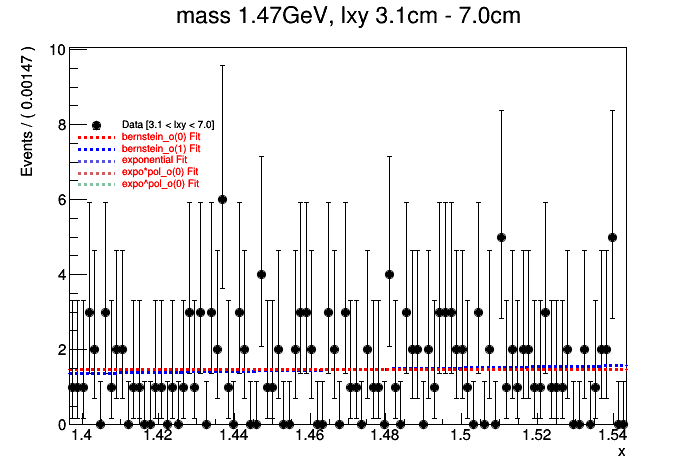 mass 1.47GeV, lxy 3.1cm - 7.0cm
Events / ( 0.00147 )
10
8
6
4
2
0
Data [3.1 < lxy < 7.0]
bernstein_o(0) Fit
bernstein_o(1) Fit
exponential Fit
expo*pol_o(0) Fit
expo^pol_o(0) Fit
1.4 1.42 1.44 1.46 1.48 1.5 1.52 1.54
x